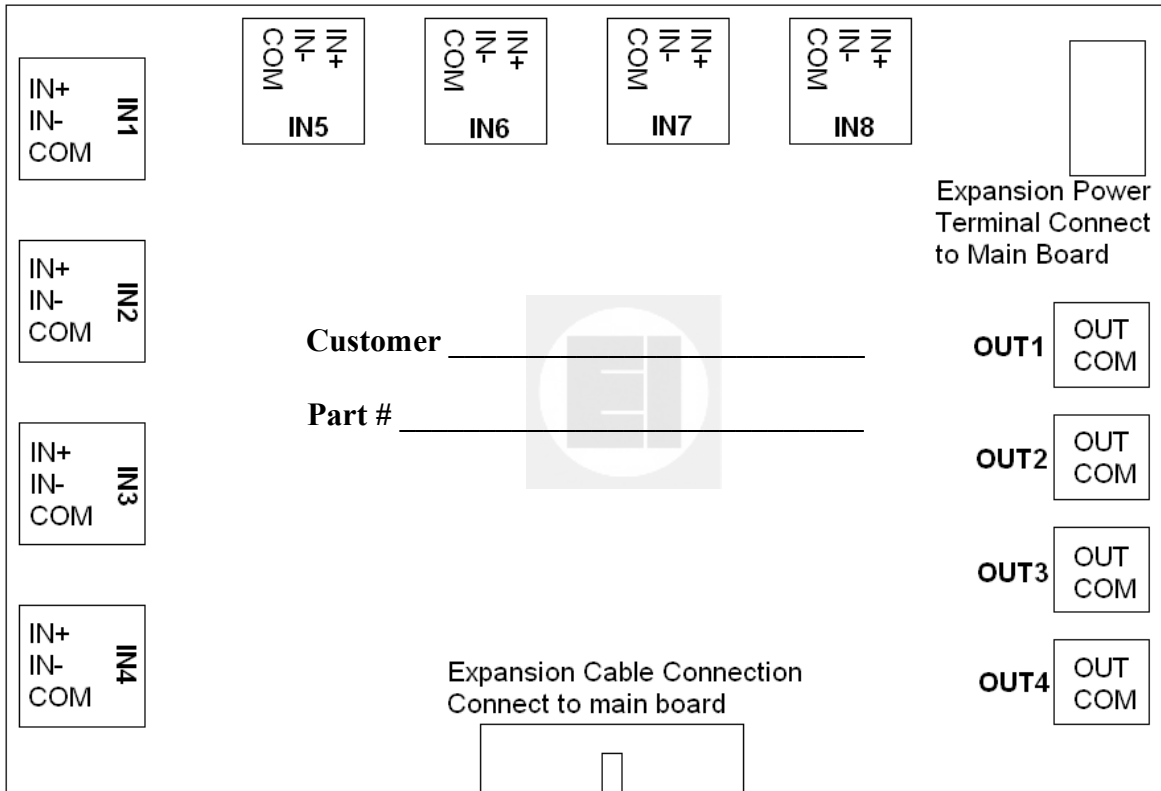 IN+
IN-
COM
IN1
IN+
IN-
COM
IN2
IN+
IN-
COM
IN3
IN+
IN-
COM
IN4
COM
IN-
IN+
IN5
COM
IN-
IN+
IN6
COM
IN-
IN+
IN7
COM
IN-
IN+
IN8
Expansion Power
Terminal Connect
to Main Board
Customer __________________________
Part # _____________________________
EI
OUT1
OUT
COM
OUT2
OUT
COM
OUT3
OUT
COM
OUT4
OUT
COM
Expansion Cable Connection
Connect to main board